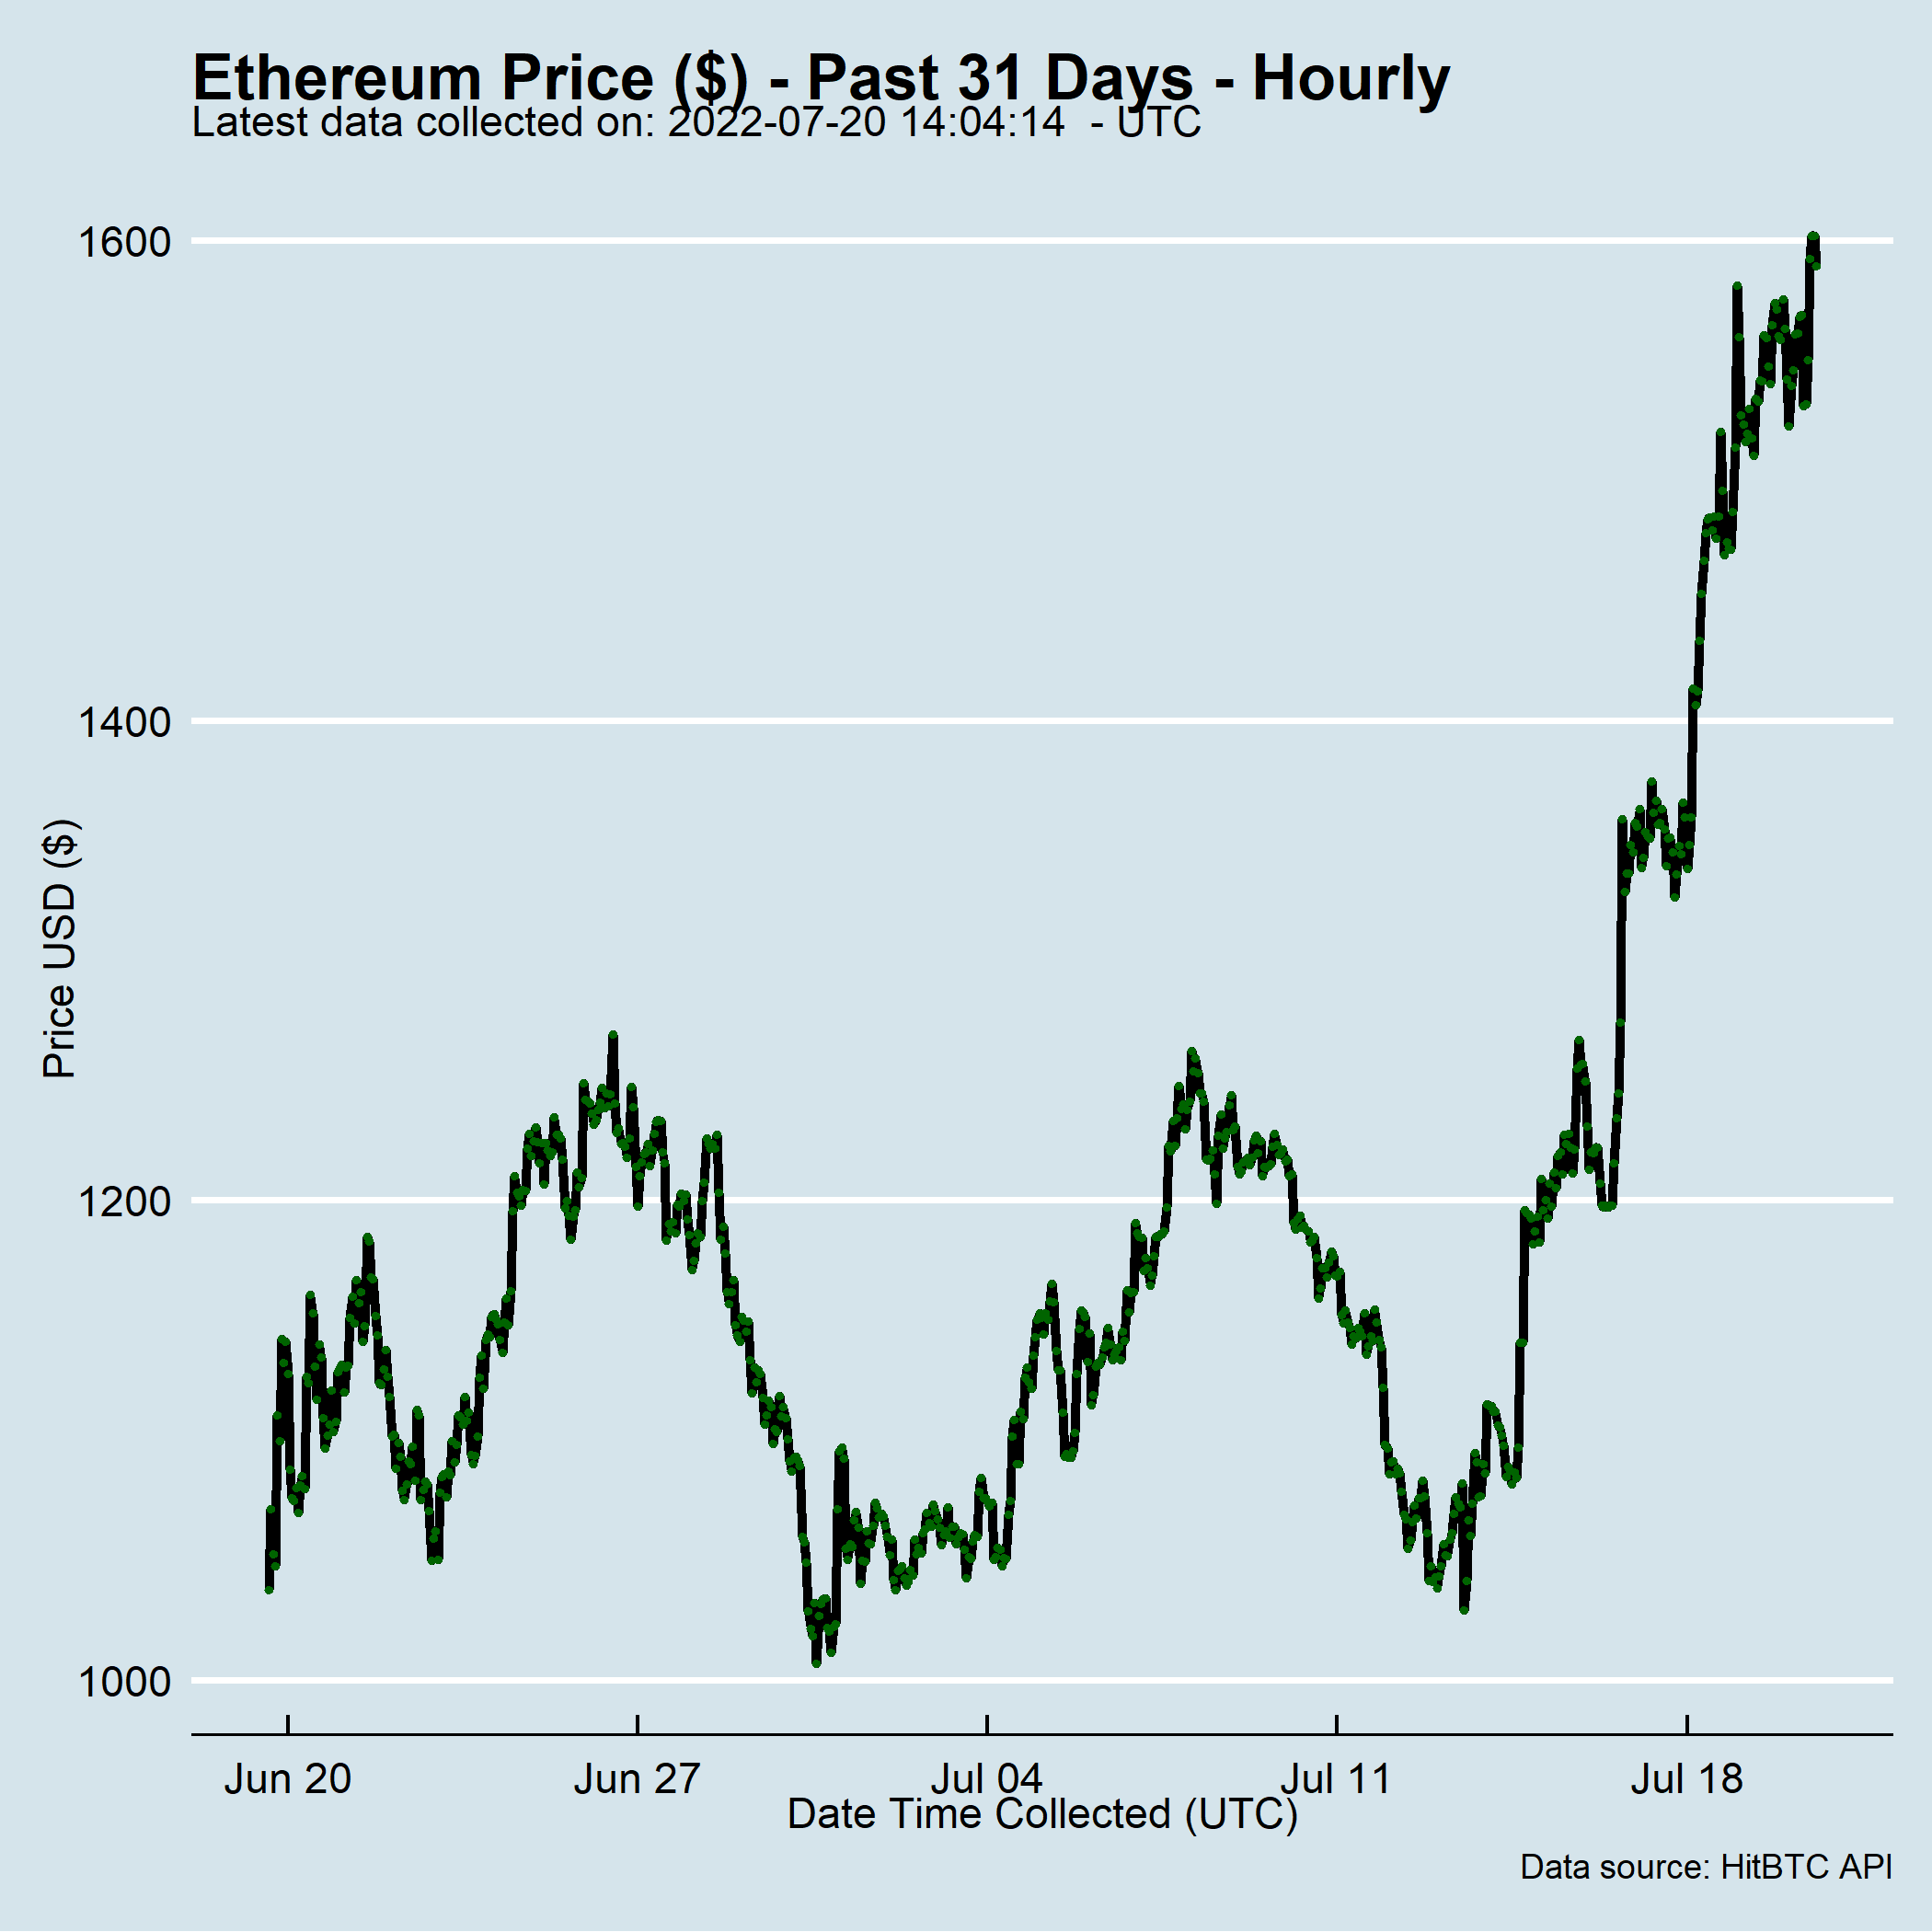 Ethereum Price ($) - Past 31 Days - Hourly
Latest data collected on: 2022-07-20 14:04:14  - UTC
1600
1400
1200
1000
Price USD ($)
Jun 20 Jun 27 Jul 04 Jul 11 Jul 18
Date Time Collected (UTC)
Data source: HitBTC API